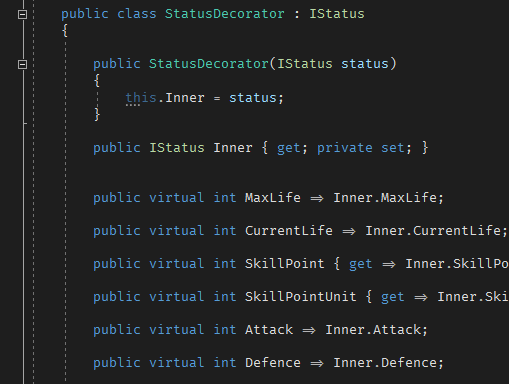 public class StatusDecorator : IStatus
{
public StatusDecorator(IStatus status)
{
this.Inner = status;
}
public IStatus Inner { get; private set; }
public virtual int MaxLife => Inner.MaxLife;
public virtual int CurrentLife => Inner.CurrentLife;
public virtual int SkillPoint { get => Inner.SkillPo
public virtual int SkillPointUnit { get => Inner.Ski
public virtual int Attack => Inner.Attack;
public virtual int Defence => Inner.Defence;